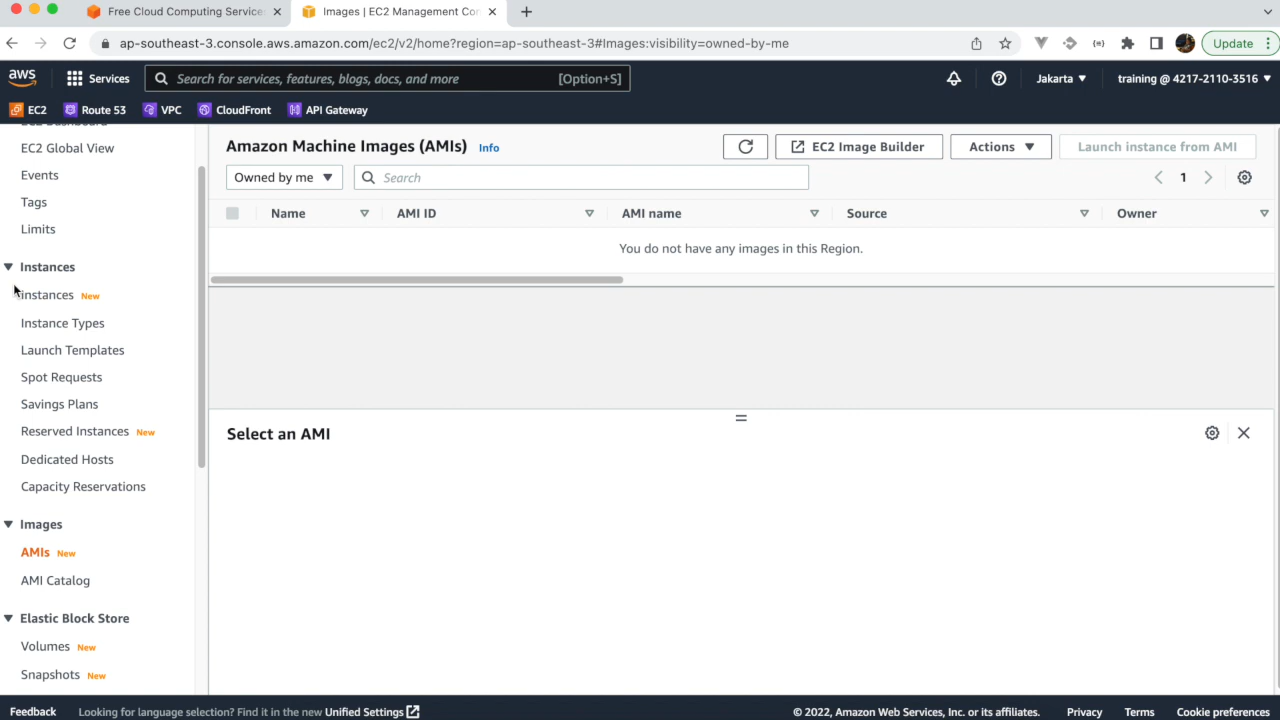 Free Cloud Computing Service
Images | EC2 Management Con
ap-southeast-3.console.aws.amazon.com/ec2/v2/home?region=ap-southeast-3#Images:visibility=owned-by-me
Update
aws
Services
Search for services, features, blogs, docs, and more
[Option+S]
Jakarta
training @ 4217-2110-3516
EC2
Route 53
VPC
CloudFront
API Gateway
EC2 Dashboard
EC2 Global View
Events
Tags
Limits
Instances
Instances New
Instance Types
Launch Templates
Spot Requests
Savings Plans
Reserved Instances New
Dedicated Hosts
Capacity Reservations
Images
AMIs New
AMI Catalog
Elastic Block Store
Volumes New
Snapshots New
Amazon Machine Images (AMIs) Info
EC2 Image Builder
Actions
Launch instance from AMI
Owned by me
Search
1
Name
AMI ID
AMI name
Source
Owner
You do not have any images in this Region.
Select an AMI
Feedback
Looking for language selection? Find it in the new Unified Settings
© 2022, Amazon Web Services, Inc. or its affiliates.
Privacy
Terms
Cookie preferences